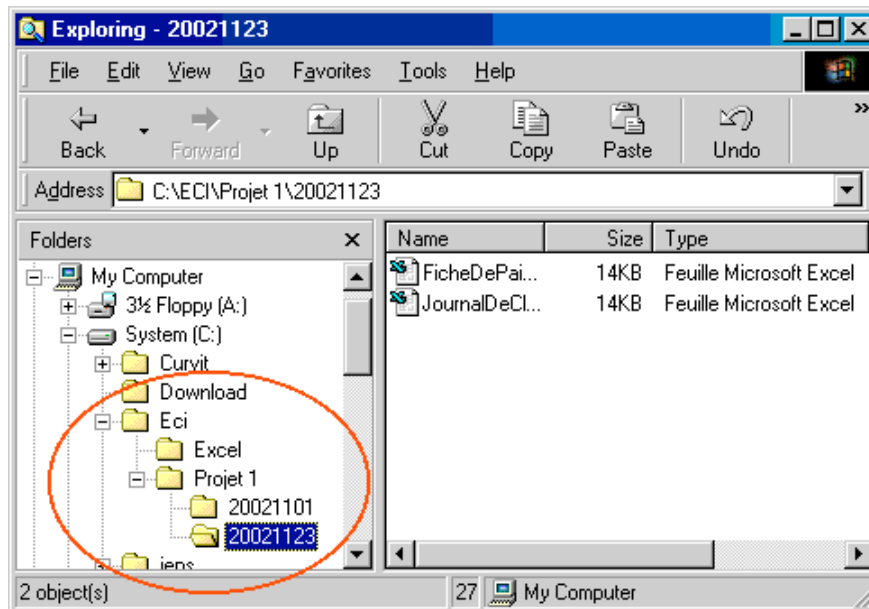 Exploring - 20021123
File Edit View Go Favorites Tools Help
Back Forward Up Cut Copy Paste Undo »
Address C:\ECI\Projet 1\20021123
Folders
My Computer
3½ Floppy (A:)
System (C:)
Curvit
Download
Eci
Excel
Projet 1
20021101
20021123
Name Size Type
FicheDePai... 14KB Feuille Microsoft Excel
JournalDeCl... 14KB Feuille Microsoft Excel
2 object(s) 27 My Computer